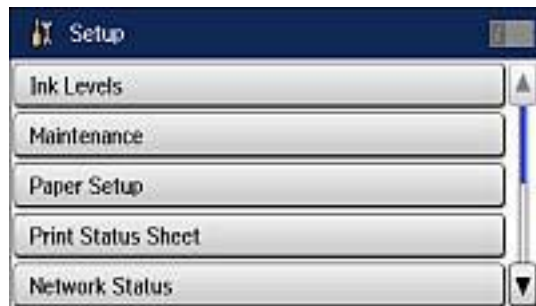 Setup
Ink Levels
Maintenance
Paper Setup
Print Status Sheet
Network Status